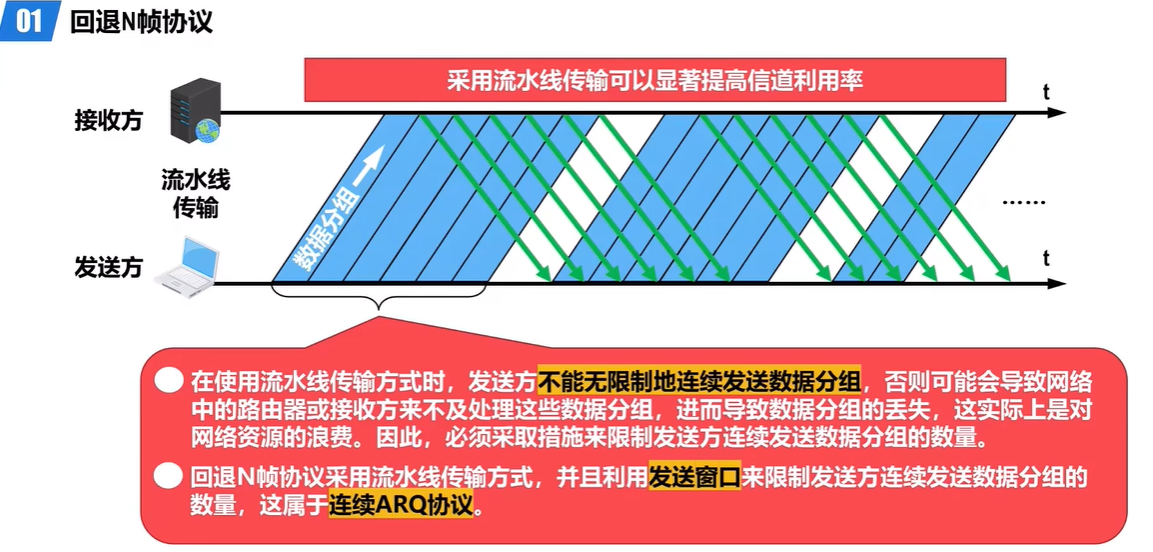 01 回退N帧协议
采用流水线传输可以显著提高信道利用率
t
接收方
流水线
传输
数据分组
……
发送方
t
在使用流水线传输方式时，发送方不能无限制地连续发送数据分组，否则可能会导致网络
中的路由器或接收方来不及处理这些数据分组，进而导致数据分组的丢失，这实际上是对
网络资源的浪费。因此，必须采取措施来限制发送方连续发送数据分组的数量。
回退N帧协议采用流水线传输方式，并且利用发送窗口来限制发送方连续发送数据分组的
数量，这属于连续ARQ协议。